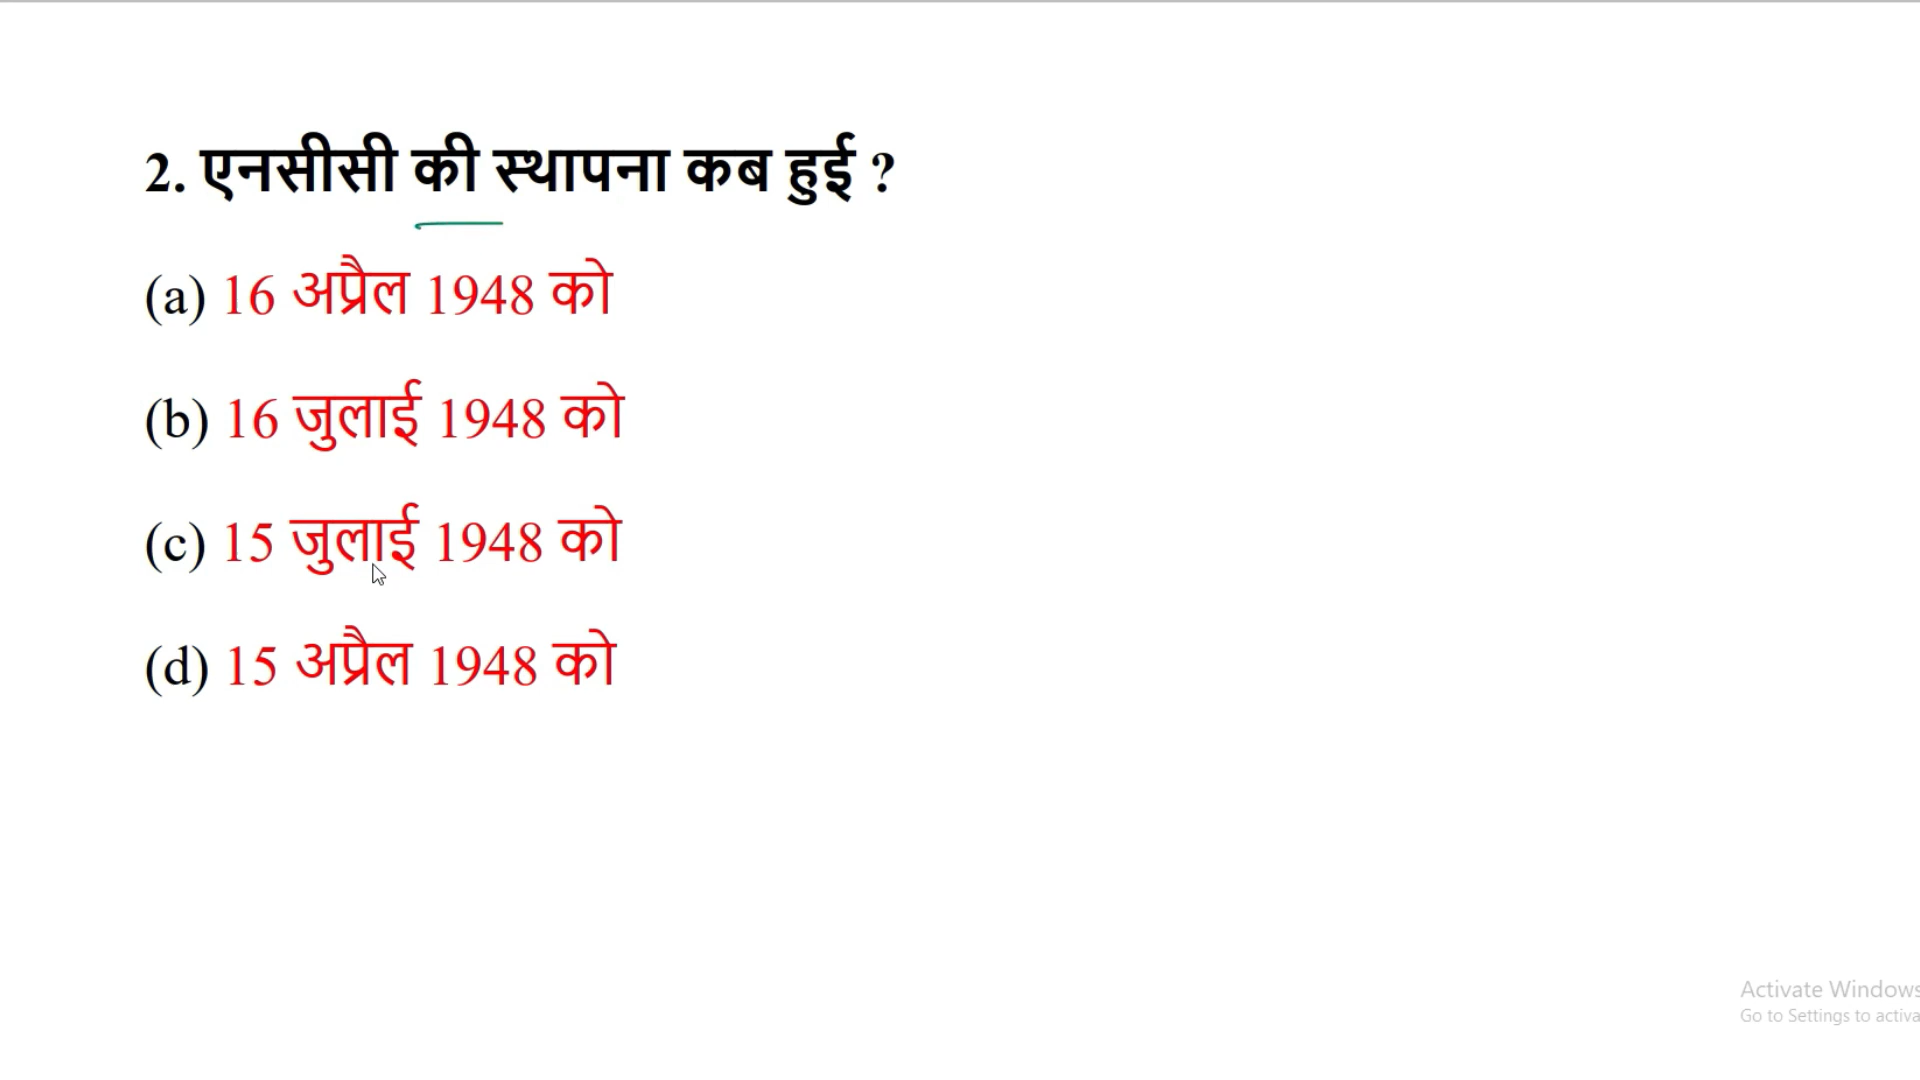 2. एनसीसी की स्थापना कब हुई ?
(a) 16 अप्रैल 1948 को
(b) 16 जुलाई 1948 को
(c) 15 जुलाई 1948 को
(d) 15 अप्रैल 1948 को
Activate Windows
Go to Settings to activa